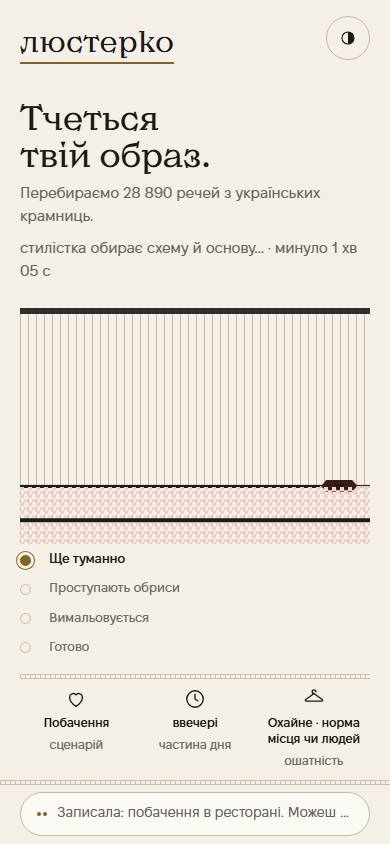 люстерко
Тчеться
твій образ.
Перебираємо 28 890 речей з українських
крамниць.
стилістка обирає схему й основу... · минуло 1 хв
05 с
Ще туманно
Проступають обриси
Вимальовується
Готово
Побачення
сценарій
ввечері
частина дня
Охайне · норма
місця чи людей
ошатність
Записала: побачення в ресторані. Можеш ...